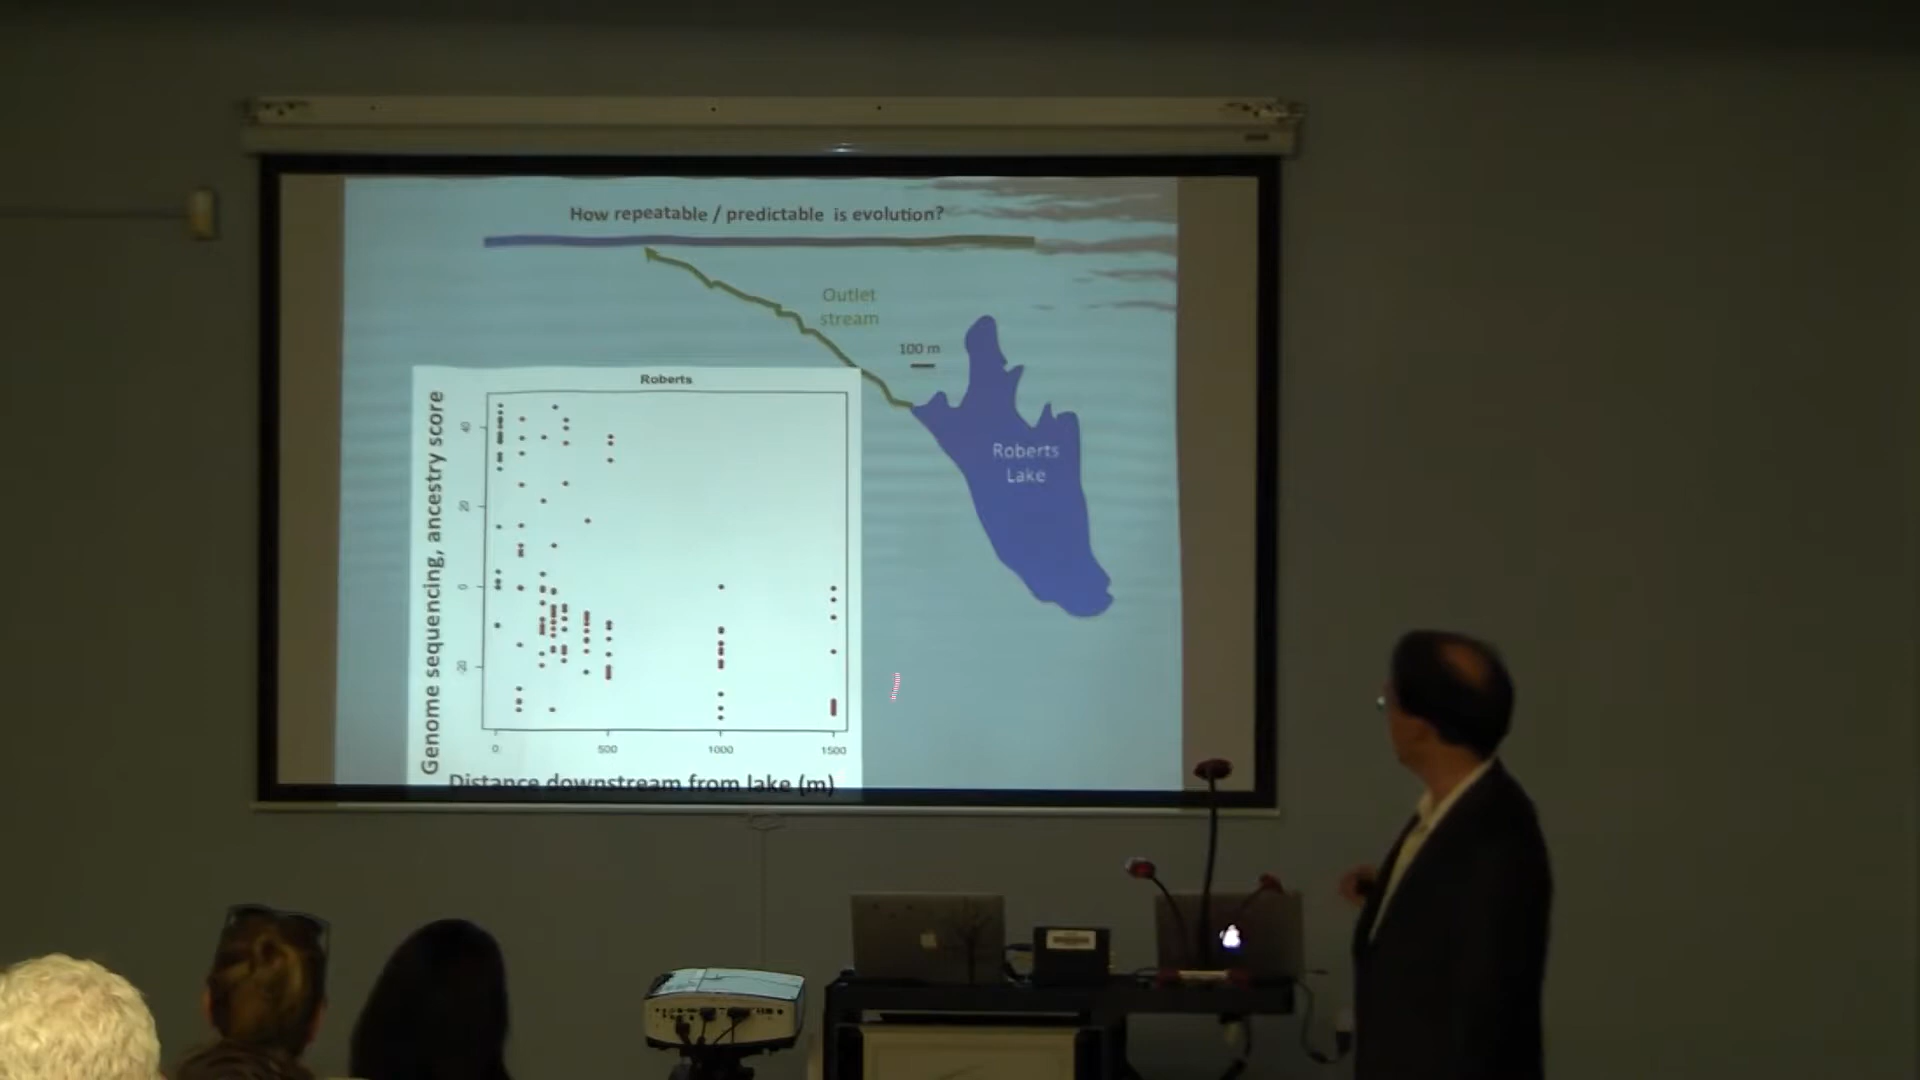 How repeatable / predictable is evolution?
Outlet
stream
100 m
Roberts
Lake
Roberts
Genome sequencing, ancestry score
40
20
0
-20
0
500
1000
1500
Distance downstream from lake (m)